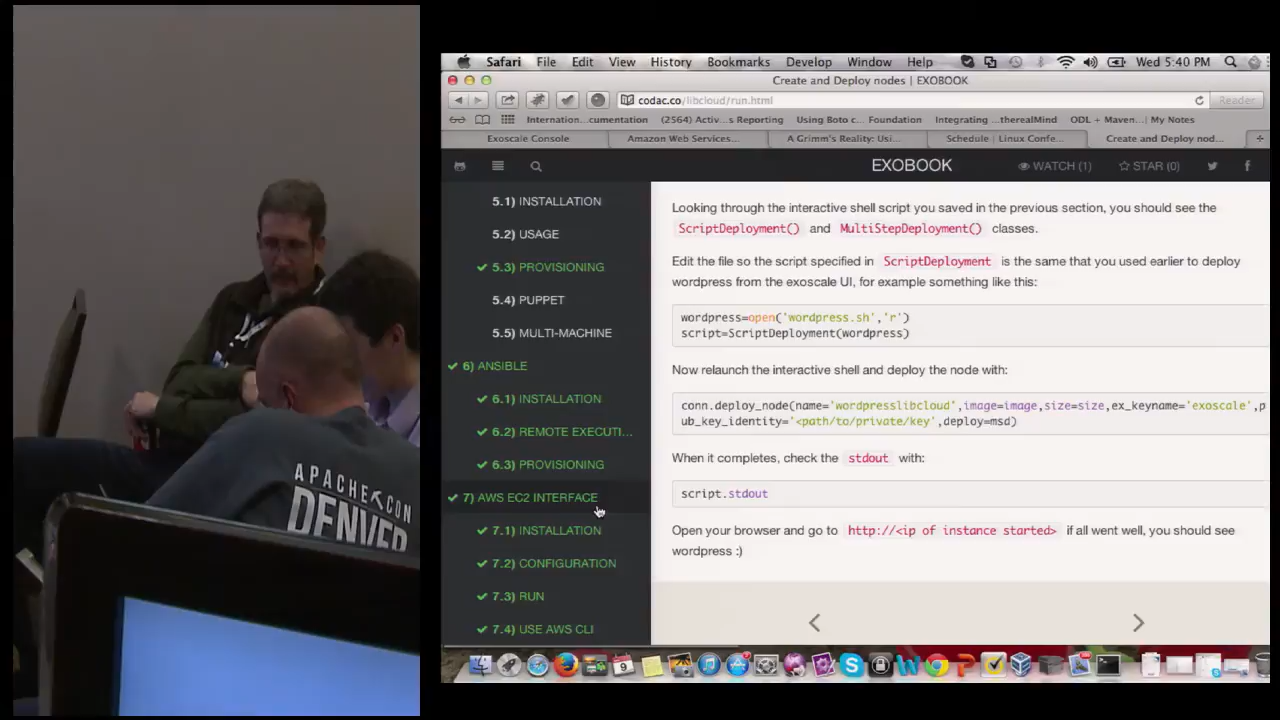 APACHE CON
DENVER
Safari File Edit View History Bookmarks Develop Window Help Wed 5:40 PM
Create and Deploy nodes | EXOBOOK
codac.co/libcloud/run.html
Reader
Internation...cumentation (2564) Activ...s Reporting Using Boto c... Foundation Integrating ...therealMind ODL + Maven...| My Notes
Exoscale Console Amazon Web Services... A Grimm's Reality: Usi... Schedule | Linux Confe... Create and Deploy nod...
EXOBOOK WATCH (1) STAR (0)
5.1) INSTALLATION
5.2) USAGE
5.3) PROVISIONING
5.4) PUPPET
5.5) MULTI-MACHINE
6) ANSIBLE
6.1) INSTALLATION
6.2) REMOTE EXECUTI...
6.3) PROVISIONING
7) AWS EC2 INTERFACE
7.1) INSTALLATION
7.2) CONFIGURATION
7.3) RUN
7.4) USE AWS CLI
Looking through the interactive shell script you saved in the previous section, you should see the
ScriptDeployment() and MultiStepDeployment() classes.
Edit the file so the script specified in ScriptDeployment is the same that you used earlier to deploy
wordpress from the exoscale UI, for example something like this:
wordpress=open('wordpress.sh','r')
script=ScriptDeployment(wordpress)
Now relaunch the interactive shell and deploy the node with:
conn.deploy_node(name='wordpresslibcloud',image=image,size=size,ex_keyname='exoscale',p
ub_key_identity='<path/to/private/key',deploy=msd)
When it completes, check the stdout with:
script.stdout
Open your browser and go to http://<ip of instance started> if all went well, you should see
wordpress :)